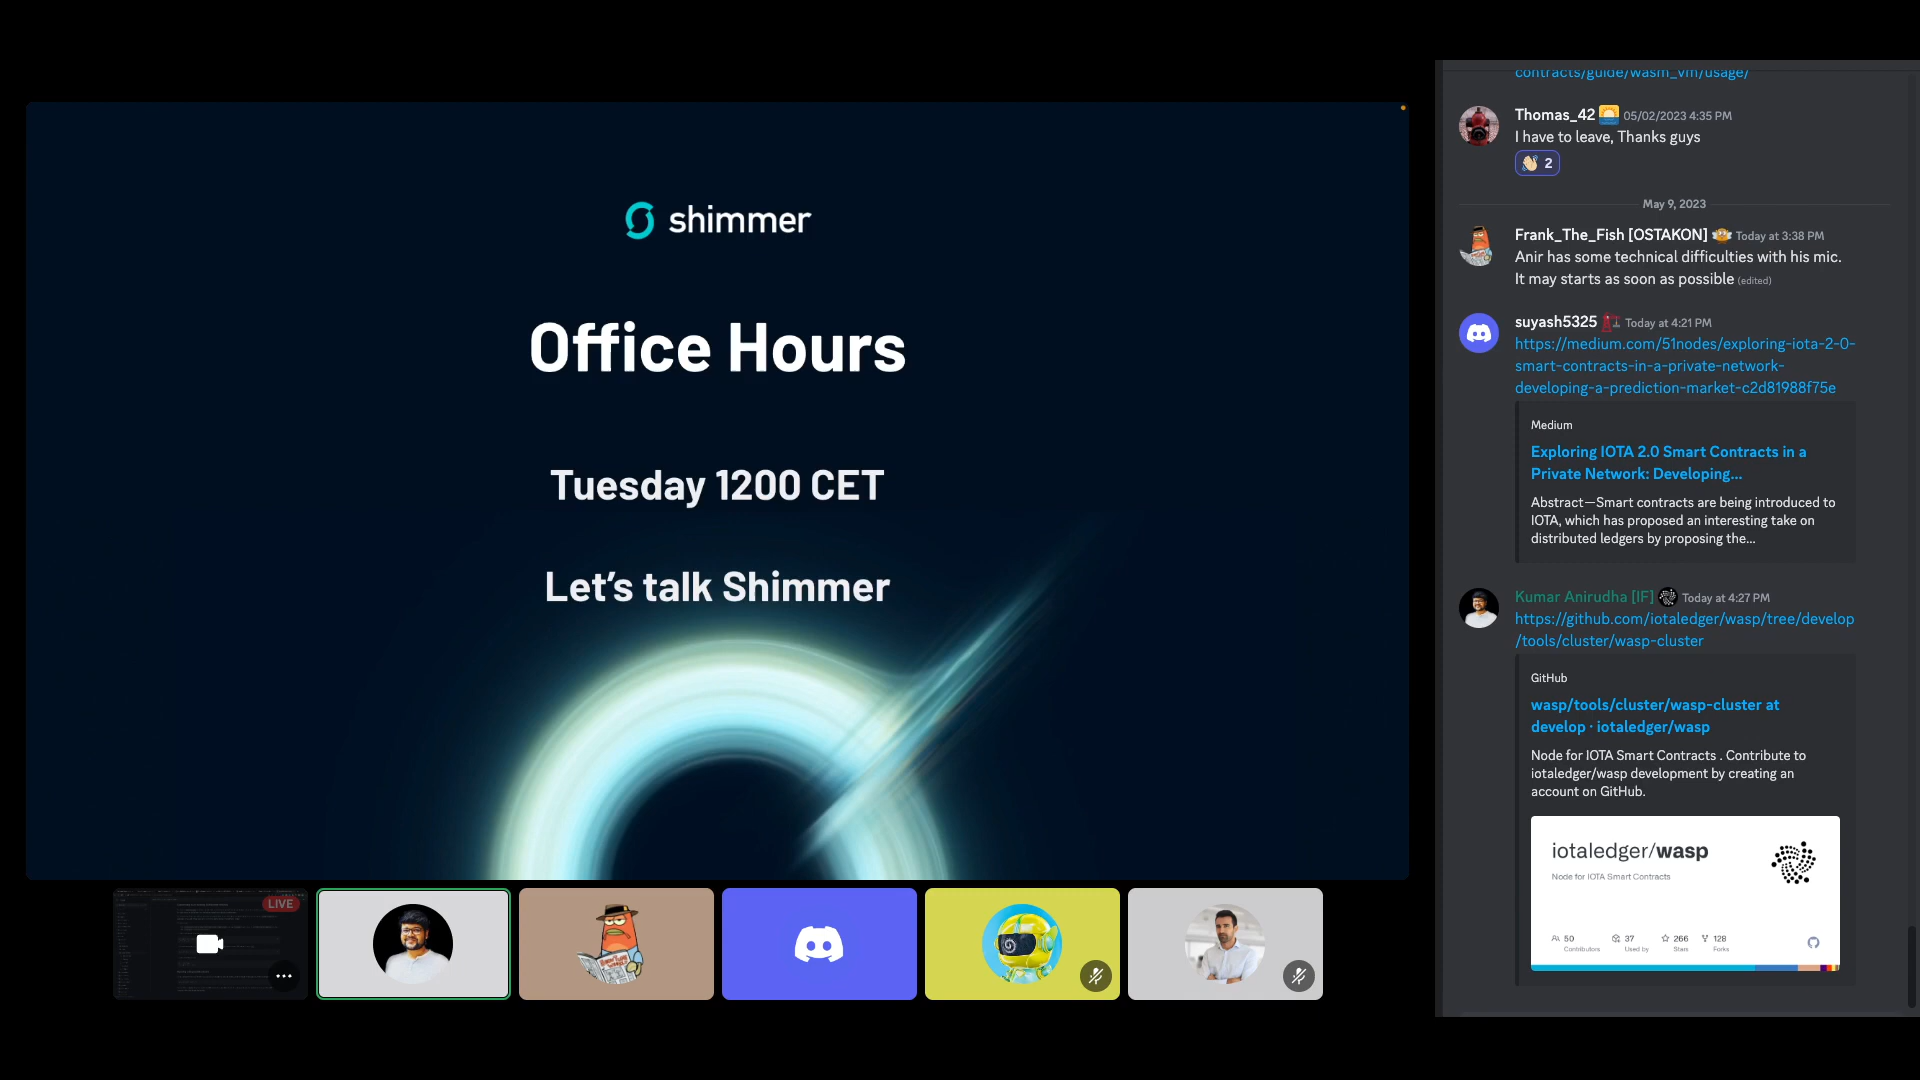 shimmer
Office Hours
Tuesday 1200 CET
Let's talk Shimmer
LIVE
contracts/guide/wasm_vm/usage/
Thomas_42 05/02/2023 4:35 PM
I have to leave, Thanks guys
2
May 9, 2023
Frank_The_Fish [OSTAKON] Today at 3:38 PM
Anir has some technical difficulties with his mic.
It may starts as soon as possible (edited)
suyash5325 Today at 4:21 PM
https://medium.com/51nodes/exploring-iota-2-0-
smart-contracts-in-a-private-network-
developing-a-prediction-market-c2d81988f75e
Medium
Exploring IOTA 2.0 Smart Contracts in a
Private Network: Developing...
Abstract—Smart contracts are being introduced to
IOTA, which has proposed an interesting take on
distributed ledgers by proposing the...
Kumar Anirudha [IF] Today at 4:27 PM
https://github.com/iotaledger/wasp/tree/develop
/tools/cluster/wasp-cluster
GitHub
wasp/tools/cluster/wasp-cluster at
develop · iotaledger/wasp
Node for IOTA Smart Contracts . Contribute to
iotaledger/wasp development by creating an
account on GitHub.
iotaledger/wasp
Node for IOTA Smart Contracts
50 37 266 128
Contributors Used by Stars Forks